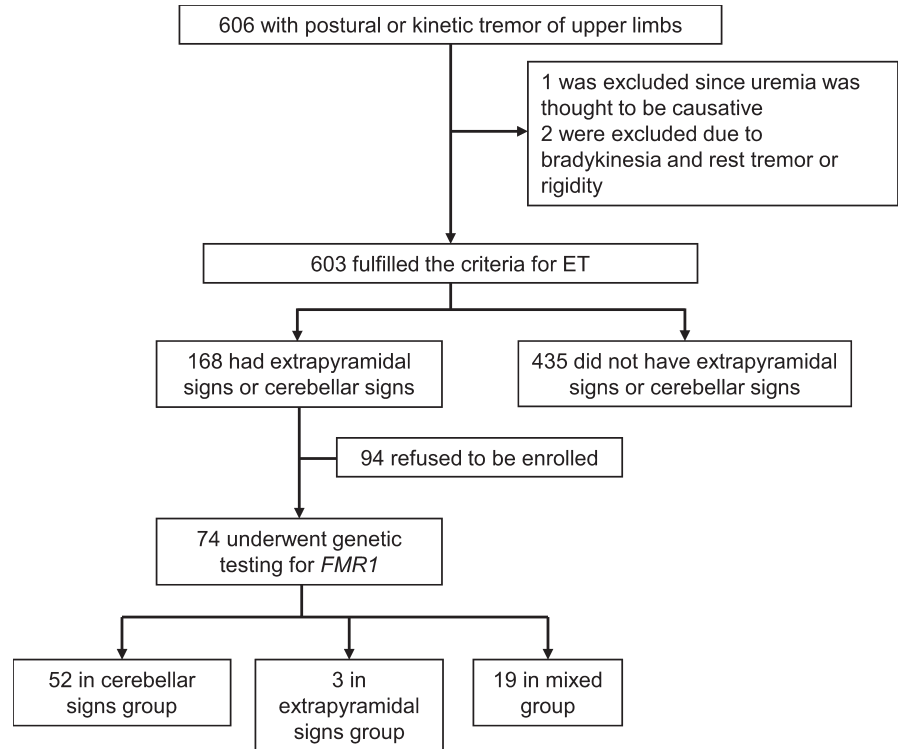 606 with postural or kinetic tremor of upper limbs
1 was excluded since uremia was
thought to be causative
2 were excluded due to
bradykinesia and rest tremor or
rigidity
603 fulfilled the criteria for ET
168 had extrapyramidal
signs or cerebellar signs
435 did not have extrapyramidal
signs or cerebellar signs
94 refused to be enrolled
74 underwent genetic
testing for FMR1
52 in cerebellar
signs group
3 in
extrapyramidal
signs group
19 in mixed
group